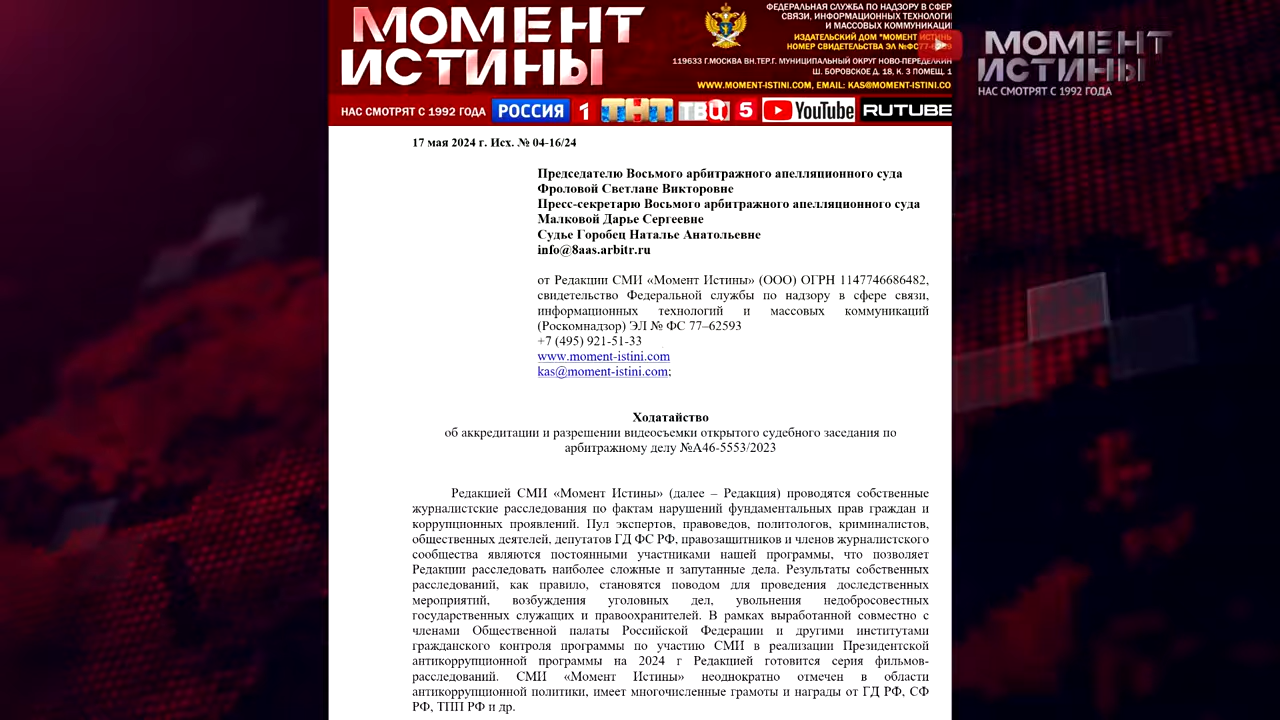 МОМЕНТ
ИСТИНЫ
ФЕДЕРАЛЬНАЯ СЛУЖБА ПО НАДЗОРУ В СФЕР
СВЯЗИ, ИНФОРМАЦИОННЫХ ТЕХНОЛОГИ
И МАССОВЫХ КОММУНИКАЦИ
ИЗДАТЕЛЬСКИЙ ДОМ "МОМЕНТ ИСТИНЫ
НОМЕР СВИДЕТЕЛЬСТВА ЭЛ №ФС77-6
119633 Г.МОСКВА ВН.ТЕР.Г. МУНИЦИПАЛЬНЫЙ ОКРУГ НОВО-ПЕРЕДЕЛКИН
Ш. БОРОВСКОЕ Д. 18, К. 3 ПОМЕЩ, 1
WWW.MOMENT-ISTINI.COM, EMAIL: KAS@MOMENT-ISTINI.CO
НАС СМОТРЯТ С 1992 ГОДА РОССИЯ 1 ТНТ ТВЦ 5 YouTube RUTUBE
МОМЕНТ
ИСТИНЫ
НАС СМОТРЯТ С 1992 ГОДА
17 мая 2024 г. Исх. № 04-16/24
Председателю Восьмого арбитражного апелляционного суда
Фроловой Светлане Викторовне
Пресс-секретарю Восьмого арбитражного апелляционного суда
Малковой Дарье Сергеевне
Судье Горобец Наталье Анатольевне
info@8aas.arbitr.ru
от Редакции СМИ «Момент Истины» (ООО) ОГРН 1147746686482,
свидетельство Федеральной службы по надзору в сфере связи,
информационных технологий и массовых коммуникаций
(Роскомнадзор) ЭЛ № ФС 77–62593
+7 (495) 921-51-33
www.moment-istini.com
kas@moment-istini.com;
Ходатайство
об аккредитации и разрешении видеосъемки открытого судебного заседания по
арбитражному делу №А46-5553/2023
Редакцией СМИ «Момент Истины» (далее – Редакция) проводятся собственные
журналистские расследования по фактам нарушений фундаментальных прав граждан и
коррупционных проявлений. Пул экспертов, правоведов, политологов, криминалистов,
общественных деятелей, депутатов ГД ФС РФ, правозащитников и членов журналистского
сообщества являются постоянными участниками нашей программы, что позволяет
Редакции расследовать наиболее сложные и запутанные дела. Результаты собственных
расследований, как правило, становятся поводом для проведения доследственных
мероприятий, возбуждения уголовных дел, увольнения недобросовестных
государственных служащих и правоохранителей. В рамках выработанной совместно с
членами Общественной палаты Российской Федерации и другими институтами
гражданского контроля программы по участию СМИ в реализации Президентской
антикоррупционной программы на 2024 г Редакцией готовится серия фильмов-
расследований. СМИ «Момент Истины» неоднократно отмечен в области
антикоррупционной политики, имеет многочисленные грамоты и награды от ГД РФ, СФ
РФ, ТПП РФ и др.